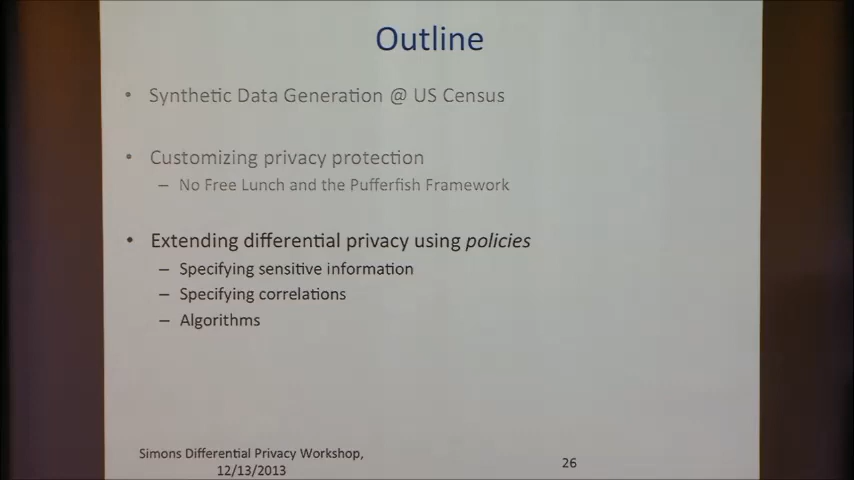 Outline
• Synthetic Data Generation @ US Census
• Customizing privacy protection
– No Free Lunch and the Pufferfish Framework
• Extending differential privacy using policies
– Specifying sensitive information
– Specifying correlations
– Algorithms
Simons Differential Privacy Workshop,
12/13/2013
26